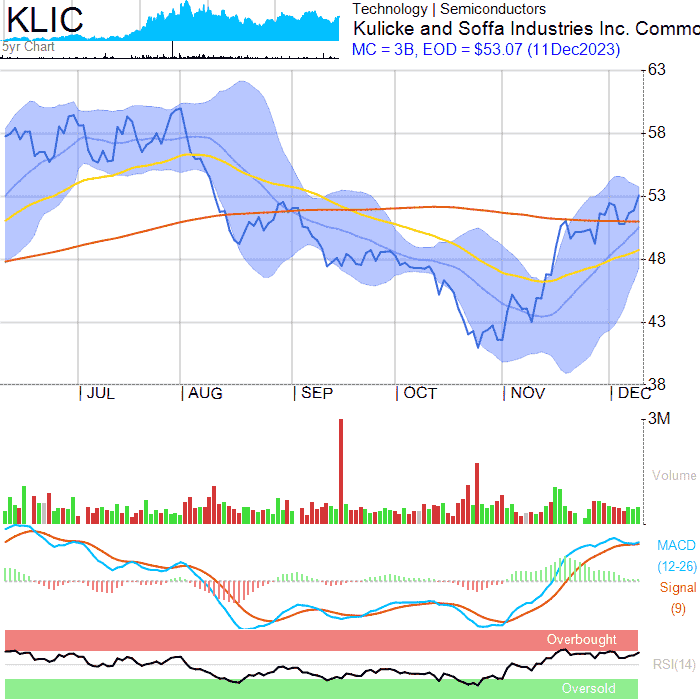 KLIC
5yr Chart
Technology | Semiconductors
Kulicke and Soffa Industries Inc. Commo
MC = 3B, EOD = $53.07 (11Dec2023)
63
58
53
48
43
38
| JUL | AUG | SEP | OCT | NOV | DEC
3M
Volume
MACD
(12-26)
Signal
(9)
Overbought
RSI(14)
Oversold